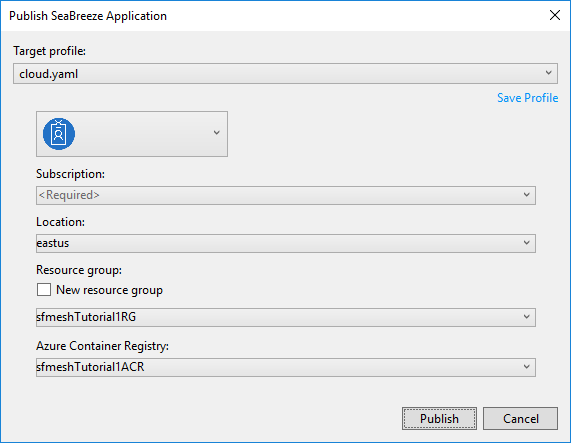 Publish SeaBreeze Application
Target profile:
cloud.yaml
Save Profile
Subscription:
<Required>
Location:
eastus
Resource group:
New resource group
sfmeshTutorial1RG
Azure Container Registry:
sfmeshTutorial1ACR
Publish
Cancel